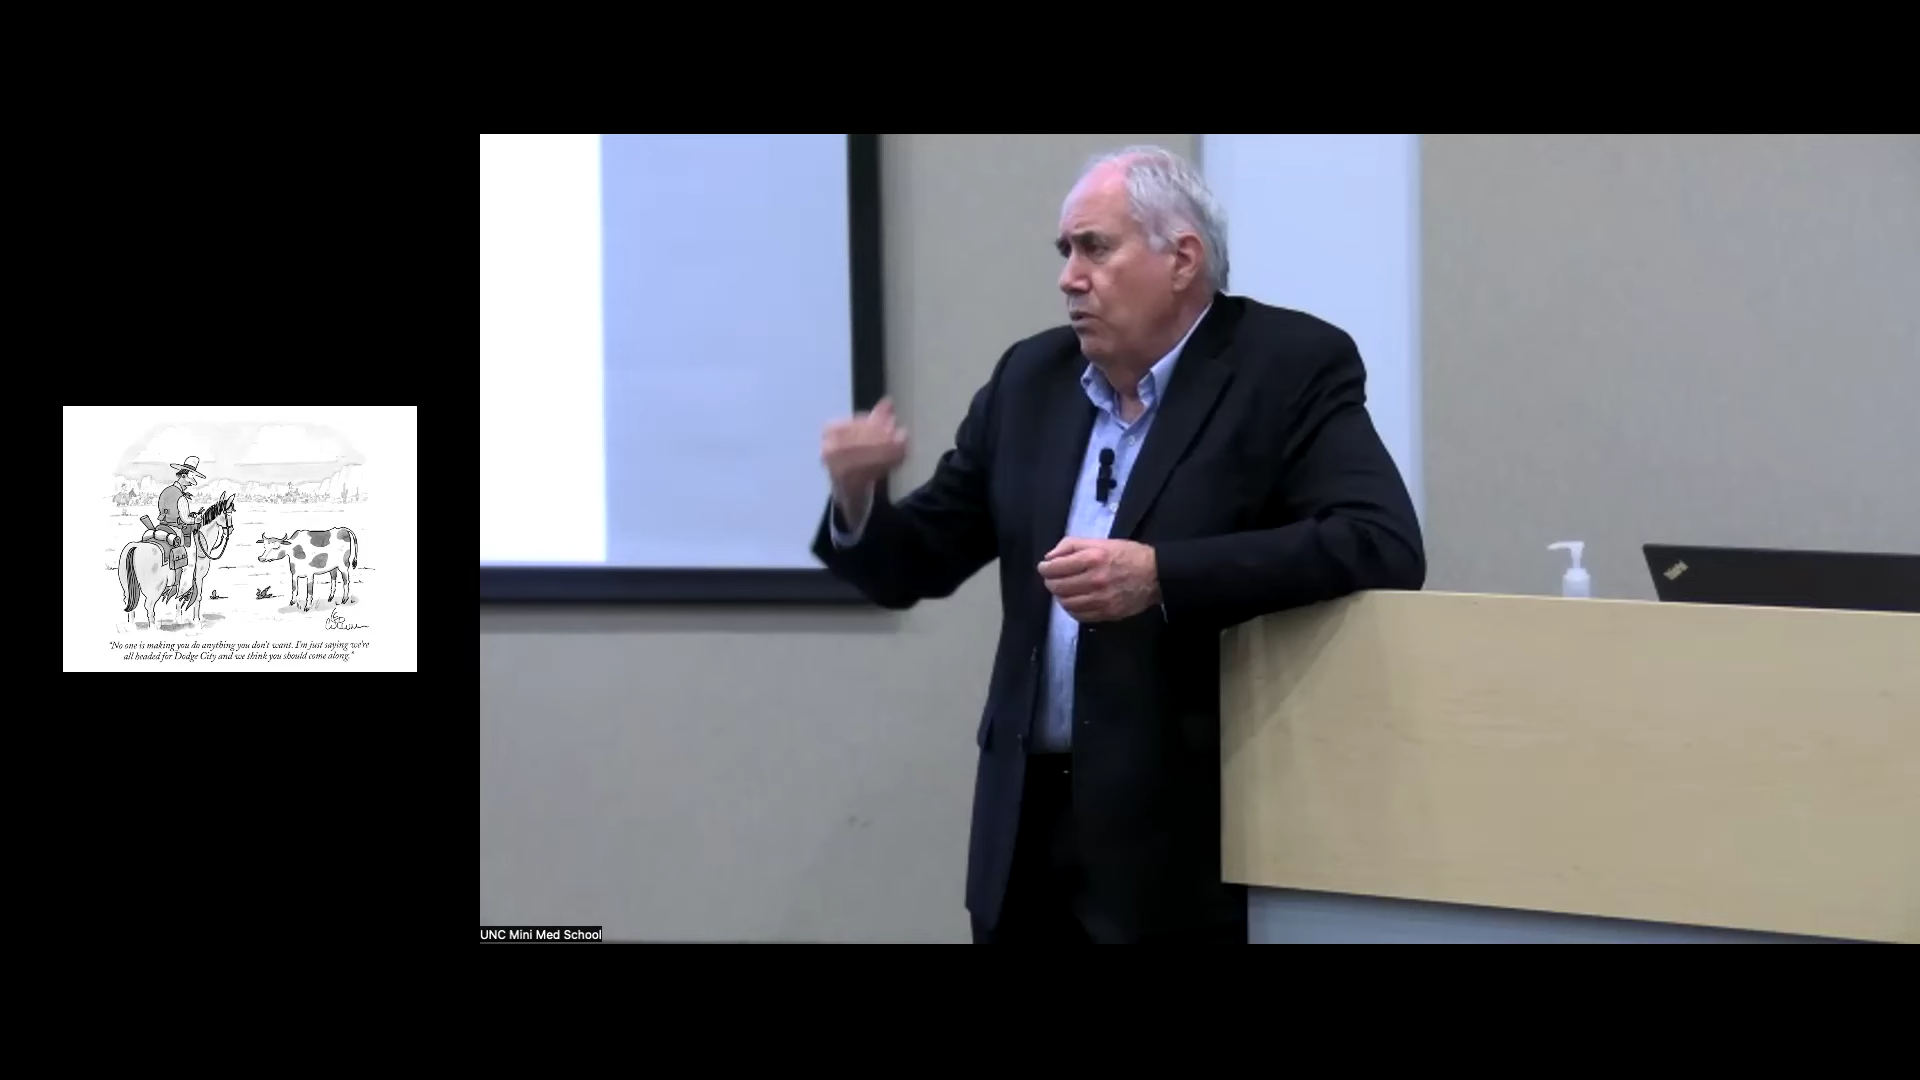 "No one is making you do anything you don't want. I'm just saying we're
all headed for Dodge City and we think you should come along."
UNC Mini Med School
ThinkPad